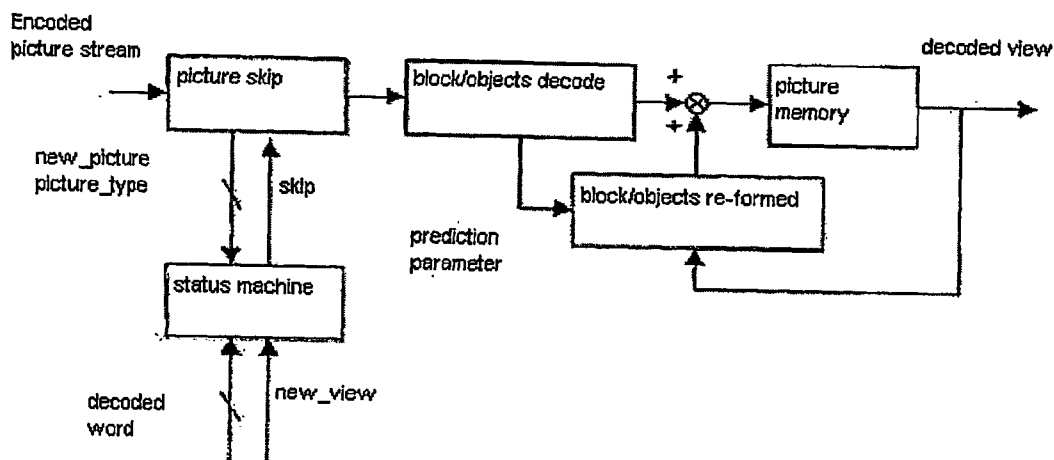 Encoded
picture stream
decoded view
picture skip
block/objects decode
+
+
picture
memory
new_picture
picture_type
skip
block/objects re-formed
prediction
parameter
status machine
decoded
word
new_view